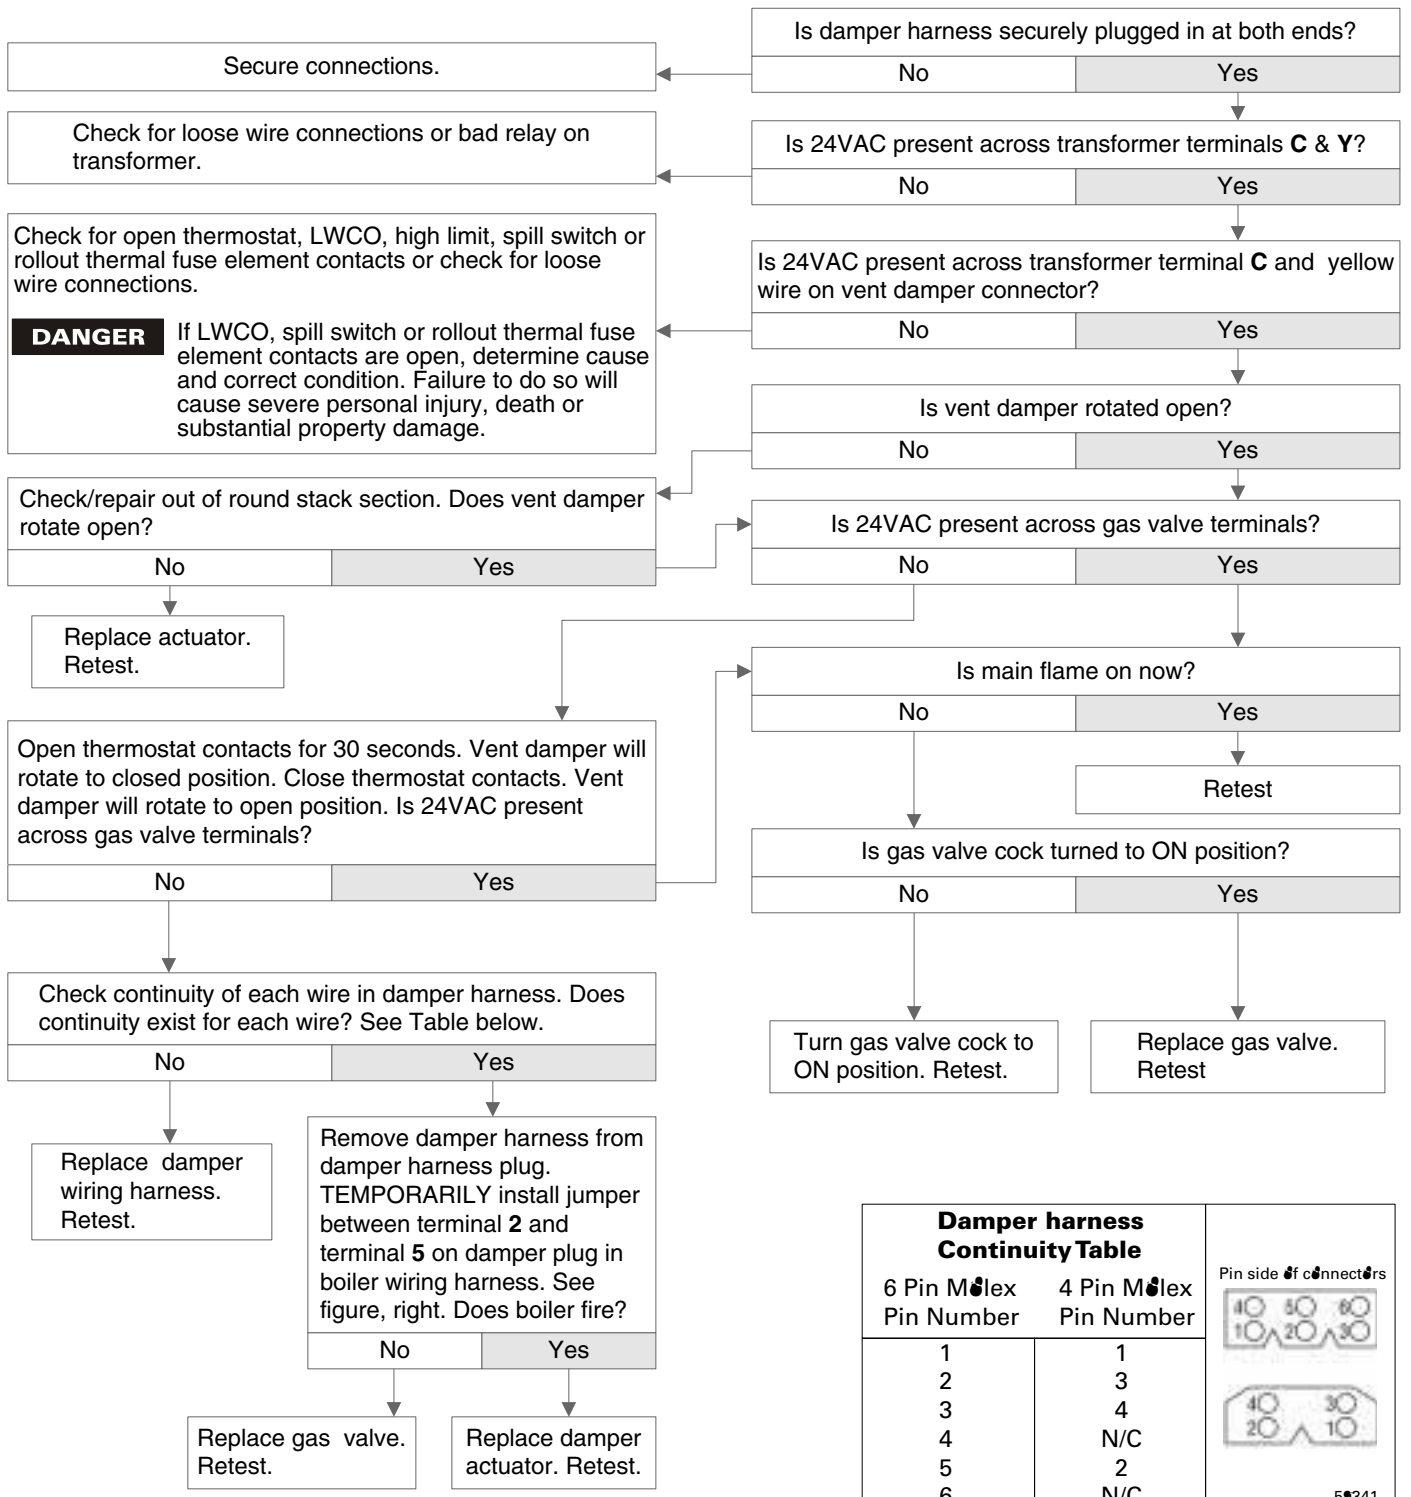 Is damper harness securely plugged in at both ends?
No
Yes
Secure connections.
Is 24VAC present across transformer terminals C & Y?
No
Yes
Check for loose wire connections or bad relay on
transformer.
Is 24VAC present across transformer terminal C and yellow
wire on vent damper connector?
No
Yes
Check for open thermostat, LWCO, high limit, spill switch or
rollout thermal fuse element contacts or check for loose
wire connections.
DANGER
If LWCO, spill switch or rollout thermal fuse
element contacts are open, determine cause
and correct condition. Failure to do so will
cause severe personal injury, death or
substantial property damage.
Is vent damper rotated open?
No
Yes
Check/repair out of round stack section. Does vent damper
rotate open?
No
Yes
Replace actuator.
Retest.
Is 24VAC present across gas valve terminals?
No
Yes
Open thermostat contacts for 30 seconds. Vent damper will
rotate to closed position. Close thermostat contacts. Vent
damper will rotate to open position. Is 24VAC present
across gas valve terminals?
No
Yes
Is main flame on now?
No
Yes
Retest
Is gas valve cock turned to ON position?
No
Yes
Turn gas valve cock to
ON position. Retest.
Replace gas valve.
Retest
Check continuity of each wire in damper harness. Does
continuity exist for each wire? See Table below.
No
Yes
Replace damper
wiring harness.
Retest.
Remove damper harness from
damper harness plug.
TEMPORARILY install jumper
between terminal 2 and
terminal 5 on damper plug in
boiler wiring harness. See
figure, right. Does boiler fire?
No
Yes
Replace gas valve.
Retest.
Replace damper
actuator. Retest.
Damper harness
Continuity Table
6 Pin Molex
Pin Number
4 Pin Molex
Pin Number
1 1
2 3
3 4
4 N/C
5 2
6 N/C
Pin side of connectors
4 5 6
1 2 3
4 3
2 1